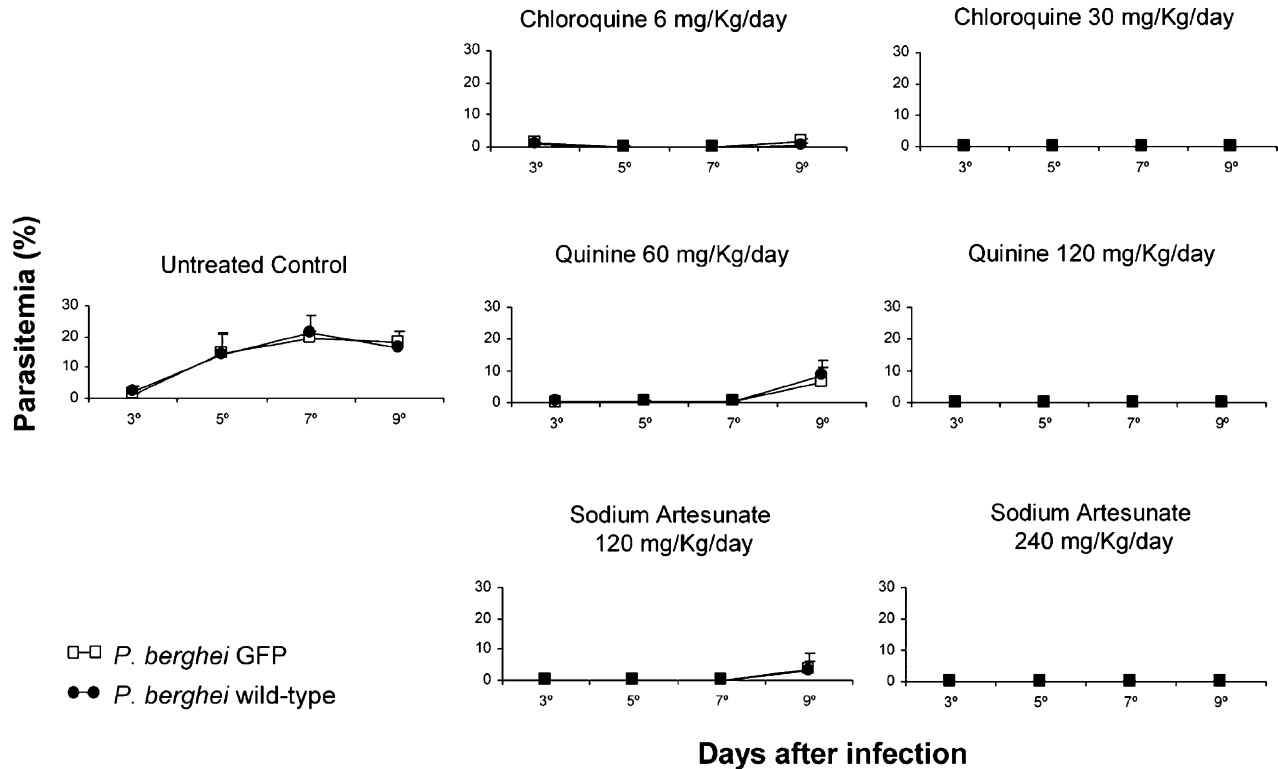 Chloroquine 6 mg/Kg/day
30
20
10
0
3º 5º 7º 9º
Chloroquine 30 mg/Kg/day
30
20
10
0
3º 5º 7º 9º
Parasitemia (%)
Untreated Control
30
20
10
0
3º 5º 7º 9º
Quinine 60 mg/Kg/day
30
20
10
0
3º 5º 7º 9º
Quinine 120 mg/Kg/day
30
20
10
0
3º 5º 7º 9º
Sodium Artesunate
120 mg/Kg/day
30
20
10
0
3º 5º 7º 9º
Sodium Artesunate
240 mg/Kg/day
30
20
10
0
3º 5º 7º 9º
P. berghei GFP
P. berghei wild-type
Days after infection